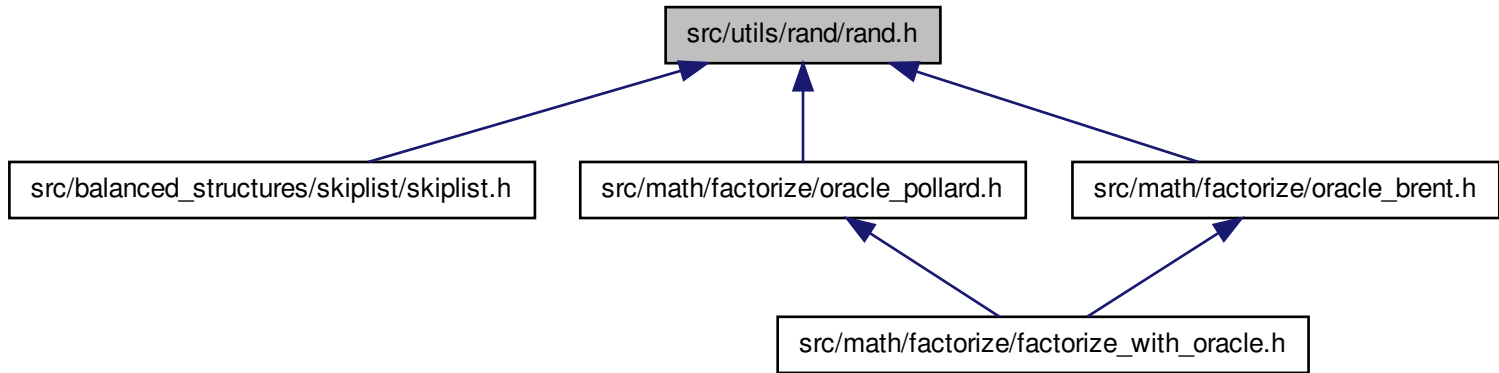 src/utils/rand/rand.h
src/balanced_structures/skiplist/skiplist.h
src/math/factorize/oracle_pollard.h
src/math/factorize/oracle_brent.h
src/math/factorize/factorize_with_oracle.h